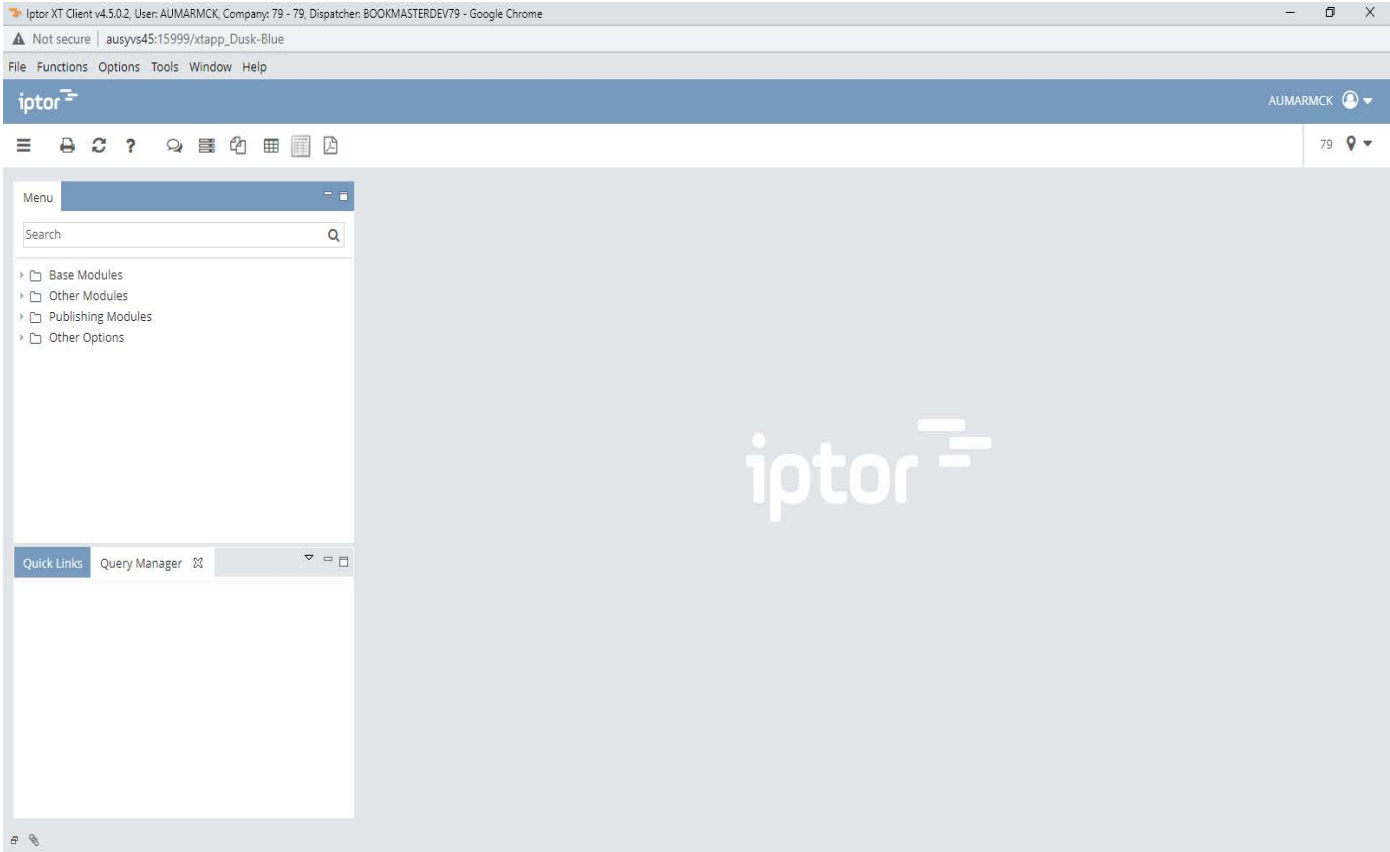 Iptor XT Client v4.5.0.2, User: AUMARMCK, Company: 79 - 79, Dispatcher: BOOKMASTERDEV79 - Google Chrome
Not secure | ausyvs45:15999/xtapp_Dusk-Blue
File Functions Options Tools Window Help
iptor
AUMARMCK
79
Menu
Search
Base Modules
Other Modules
Publishing Modules
Other Options
iptor
Quick Links Query Manager